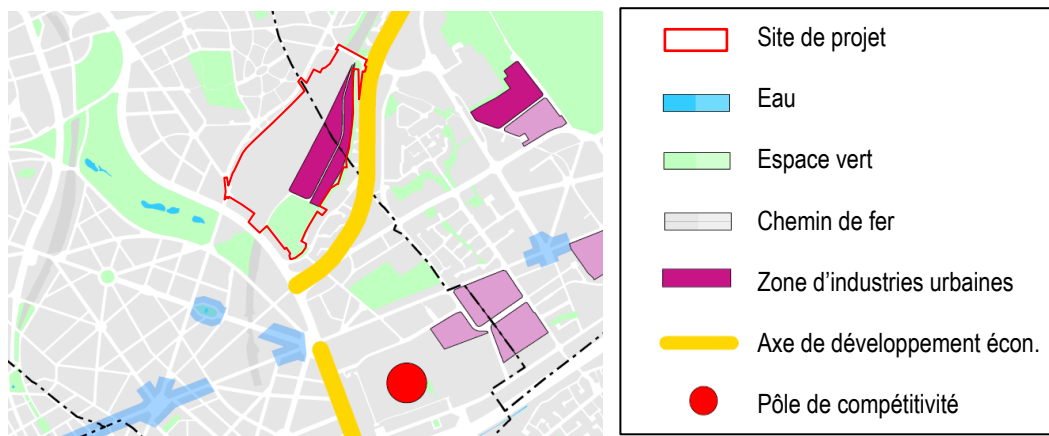 Site de projet
Eau
Espace vert
Chemin de fer
Zone d'industries urbaines
Axe de développement écon.
Pôle de compétitivité